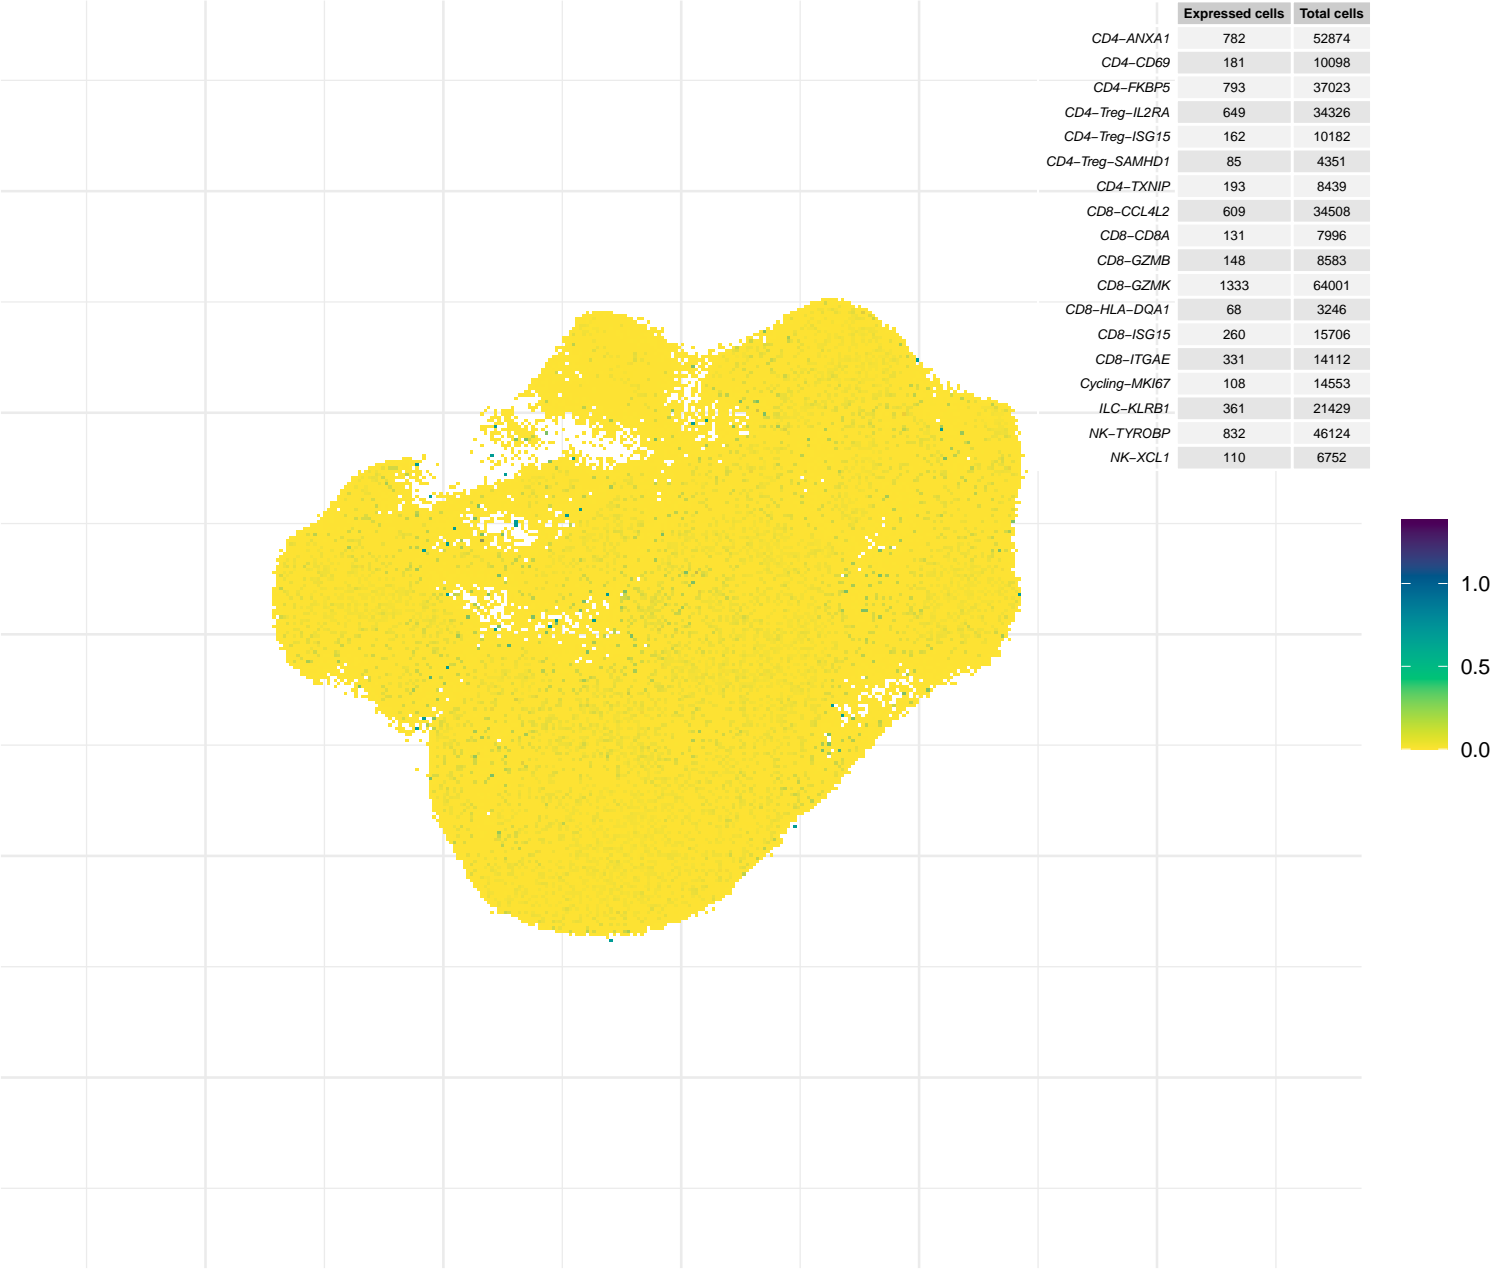 Expressed cells Total cells
CD4−ANXA1 782 52874
CD4−CD69 181 10098
CD4−FKBP5 793 37023
CD4−Treg−IL2RA 649 34326
CD4−Treg−ISG15 162 10182
CD4−Treg−SAMHD1 85 4351
CD4−TXNIP 193 8439
CD8−CCL4L2 609 34508
CD8−CD8A 131 7996
CD8−GZMB 148 8583
CD8−GZMK 1333 64001
CD8−HLA−DQA1 68 3246
CD8−ISG15 260 15706
CD8−ITGAE 331 14112
Cycling−MKI67 108 14553
ILC−KLRB1 361 21429
NK−TYROBP 832 46124
NK−XCL1 110 6752
1.0
0.5
0.0